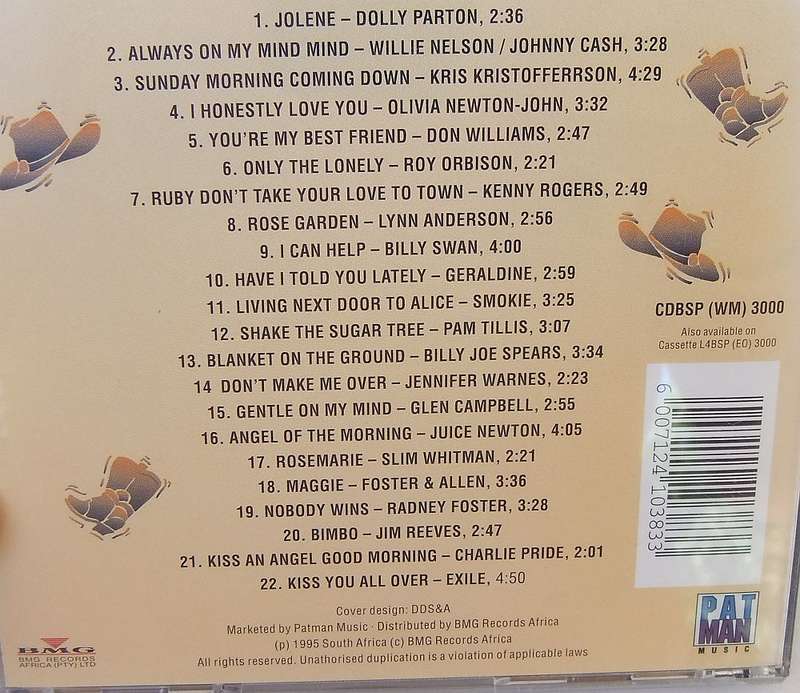 1. JOLENE – DOLLY PARTON, 2:36
2. ALWAYS ON MY MIND MIND – WILLIE NELSON / JOHNNY CASH, 3:28
3. SUNDAY MORNING COMING DOWN – KRIS KRISTOFFERRSON, 4:29
4. I HONESTLY LOVE YOU – OLIVIA NEWTON-JOHN, 3:32
5. YOU'RE MY BEST FRIEND – DON WILLIAMS, 2:47
6. ONLY THE LONELY – ROY ORBISON, 2:21
7. RUBY DON'T TAKE YOUR LOVE TO TOWN – KENNY ROGERS, 2:49
8. ROSE GARDEN – LYNN ANDERSON, 2:56
9. I CAN HELP – BILLY SWAN, 4:00
10. HAVE I TOLD YOU LATELY – GERALDINE, 2:59
11. LIVING NEXT DOOR TO ALICE – SMOKIE, 3:25
12. SHAKE THE SUGAR TREE – PAM TILLIS, 3:07
13. BLANKET ON THE GROUND – BILLY JOE SPEARS, 3:34
14 DON'T MAKE ME OVER – JENNIFER WARNES, 2:23
15. GENTLE ON MY MIND – GLEN CAMPBELL, 2:55
16. ANGEL OF THE MORNING – JUICE NEWTON, 4:05
17. ROSEMARIE – SLIM WHITMAN, 2:21
18. MAGGIE – FOSTER & ALLEN, 3:36
19. NOBODY WINS – RADNEY FOSTER, 3:28
20. BIMBO – JIM REEVES, 2:47
21. KISS AN ANGEL GOOD MORNING – CHARLIE PRIDE, 2:01
22. KISS YOU ALL OVER – EXILE, 4:50
CDBSP (WM) 3000
Also available on
Cassette L4BSP (EO) 3000
6 007124 103833
Cover design: DDS&A
Marketed by Patman Music · Distributed by BMG Records Africa
(p) 1995 South Africa (c) BMG Records Africa
All rights reserved. Unathorised duplication is a violation of applicable laws
BMG
BMG RECORDS
AFRICA (PTY) LTD
PAT
MAN
MUSIC